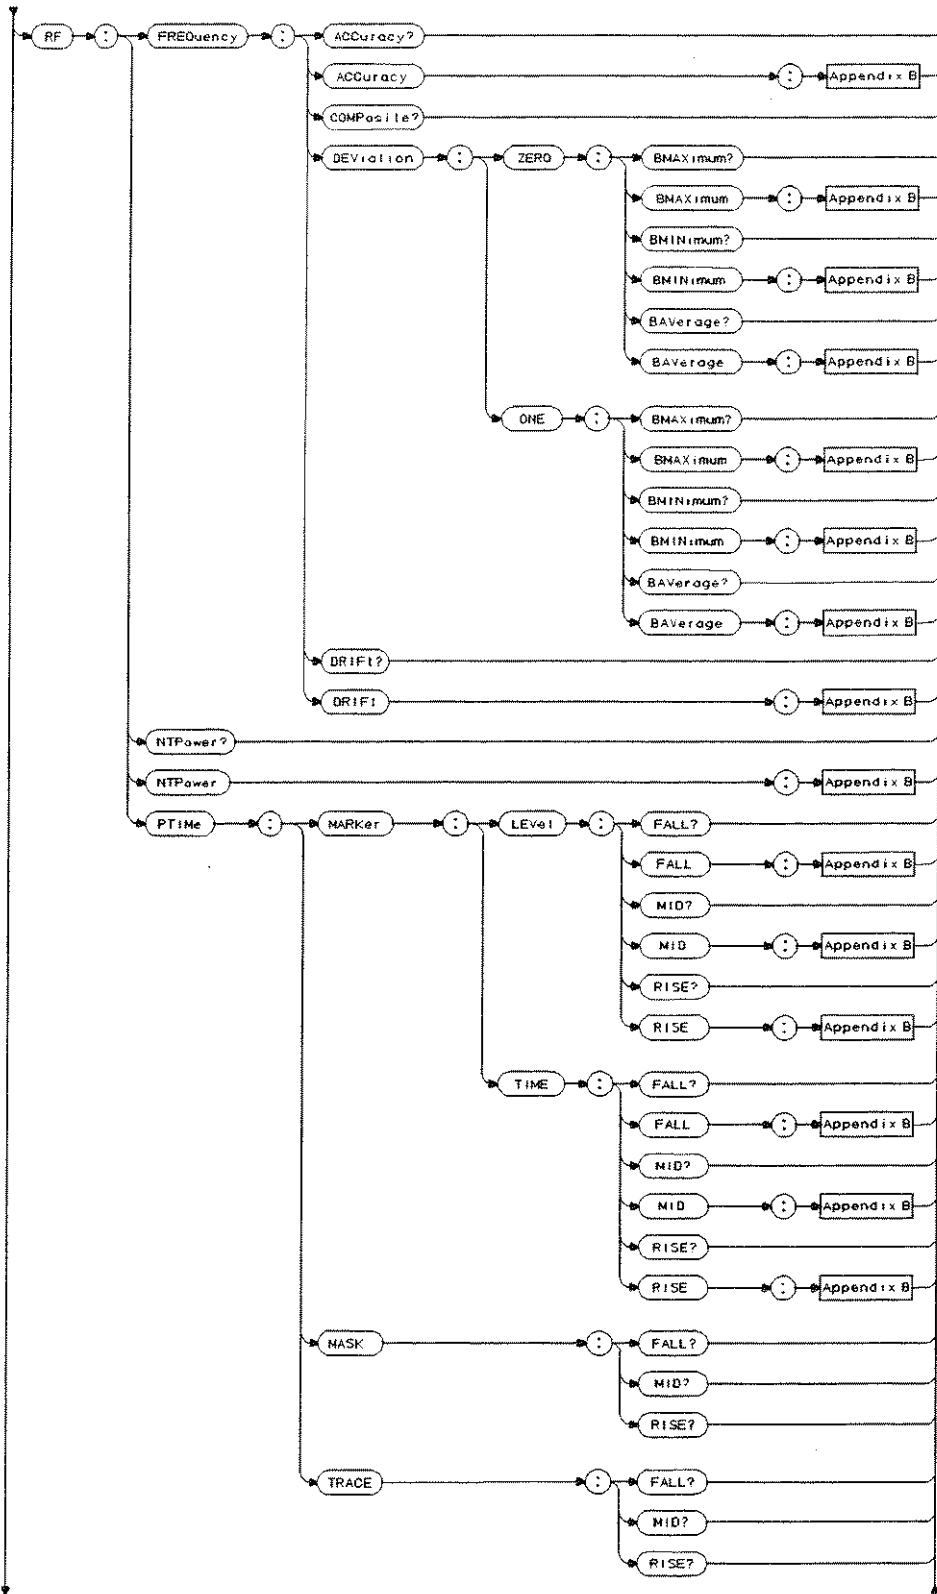 RF : FREQuency : ACCuracy?
ACCuracy : Appendix B
COMPosite?
DEViation : ZERO : BMAXimum?
BMAXimum : Appendix B
BMINimum?
BMINimum : Appendix B
BAVerage?
BAVerage : Appendix B
ONE : BMAXimum?
BMAXimum : Appendix B
BMINimum?
BMINimum : Appendix B
BAVerage?
BAVerage : Appendix B
DRIFt?
DRIFt : Appendix B
NTPower?
NTPower : Appendix B
PTIMe : MARKer : LEVel : FALL?
FALL : Appendix B
MID?
MID : Appendix B
RISE?
RISE : Appendix B
TIME : FALL?
FALL : Appendix B
MID?
MID : Appendix B
RISE?
RISE : Appendix B
MASK : FALL?
MID?
RISE?
TRACE : FALL?
MID?
RISE?